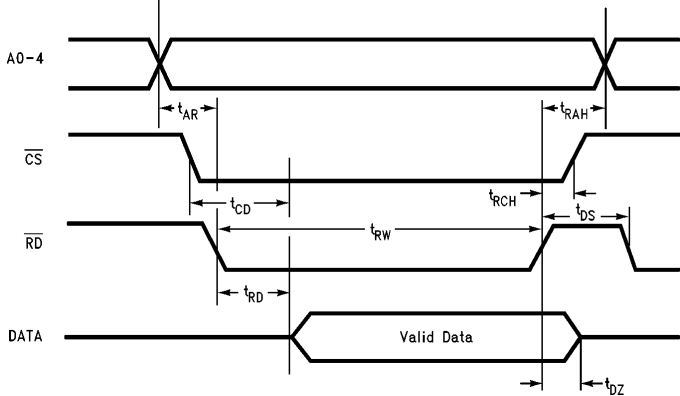 A0-4
tAR
tRAH
CS
tCD
tRCH
tDS
RD
tRW
tRD
DATA
Valid Data
tDZ